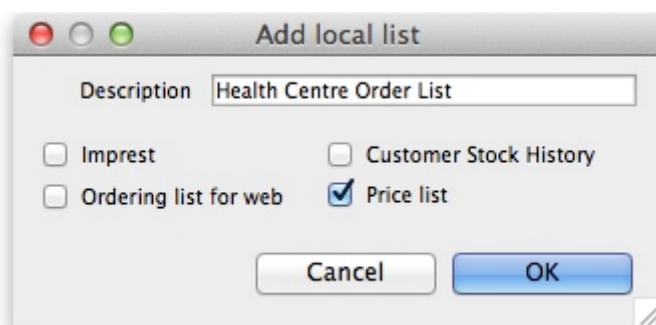 Add local list
Description Health Centre Order List
Imprest Customer Stock History
Ordering list for web Price list
Cancel OK